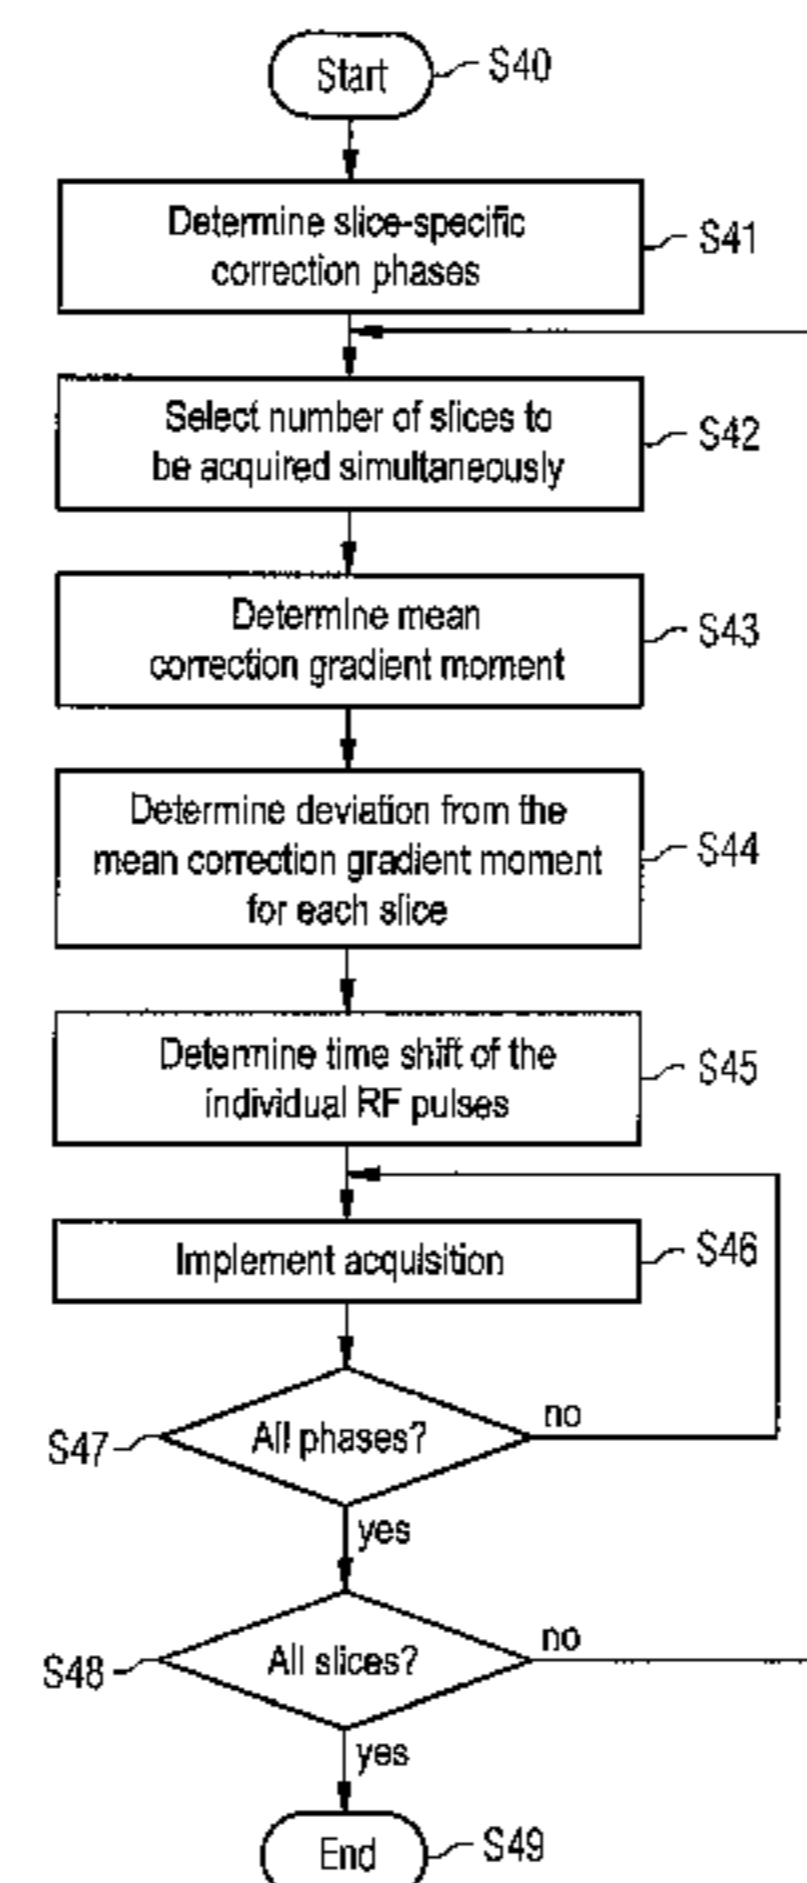 Start
S40
Determine slice-specific
correction phases
S41
Select number of slices to
be acquired simultaneously
S42
Determine mean
correction gradient moment
S43
Determine deviation from the
mean correction gradient moment
for each slice
S44
Determine time shift of the
individual RF pulses
S45
Implement acquisition
S46
S47
All phases?
no
yes
S48
All slices?
no
yes
End
S49